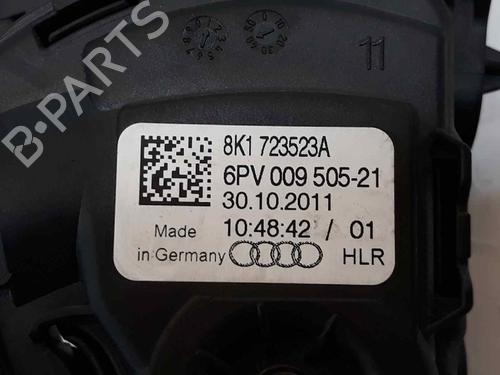 B-PARTS
11
8K1 723523A
6PV 009 505-21
30.10.2011
Made 10:48:42 / 01
in Germany HLR